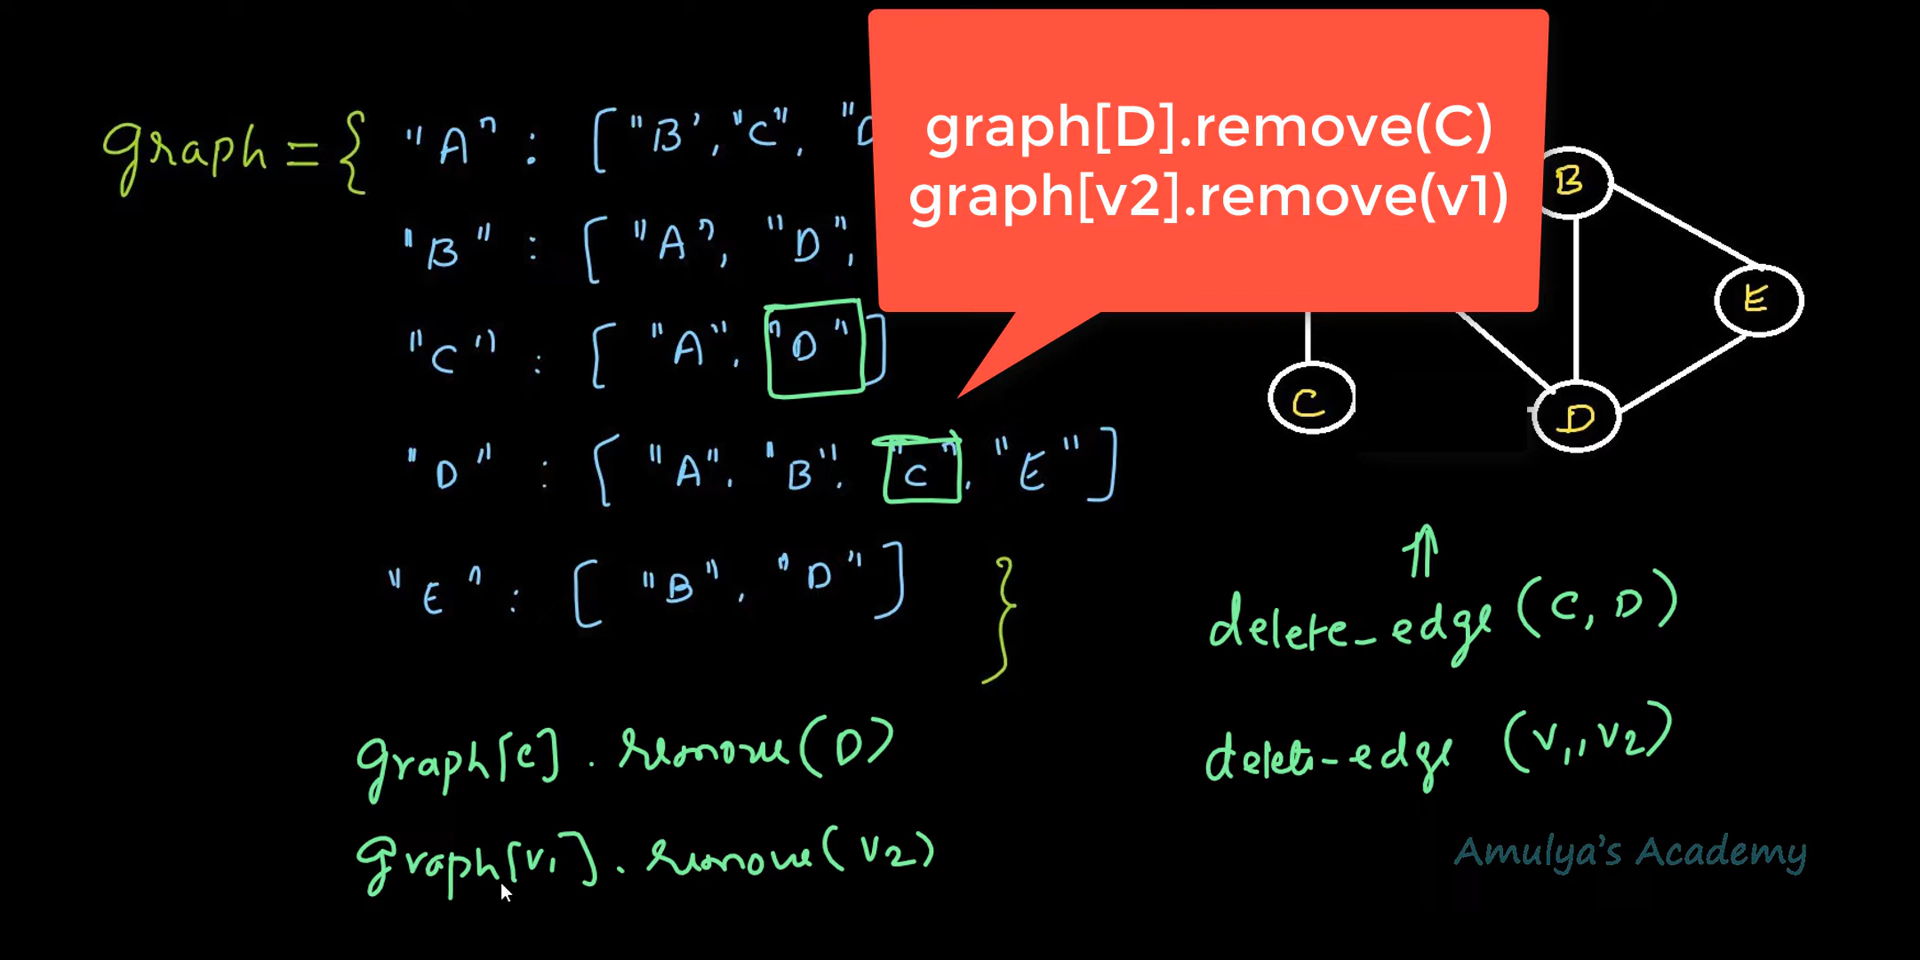 graph[D].remove(C)
graph[v2].remove(v1)
graph = { "A" : ["B", "C", "D
"B" : ["A", "D",
"C" : ["A", "D"]
"D" : ["A", "B", "C", "E"]
"E" : ["B", "D"] }
B
E
C
D
delete_edge (C, D)
delete-edge (v1, v2)
graph[c] . remove(D)
graph[v1] . remove(v2)
Amulya's Academy